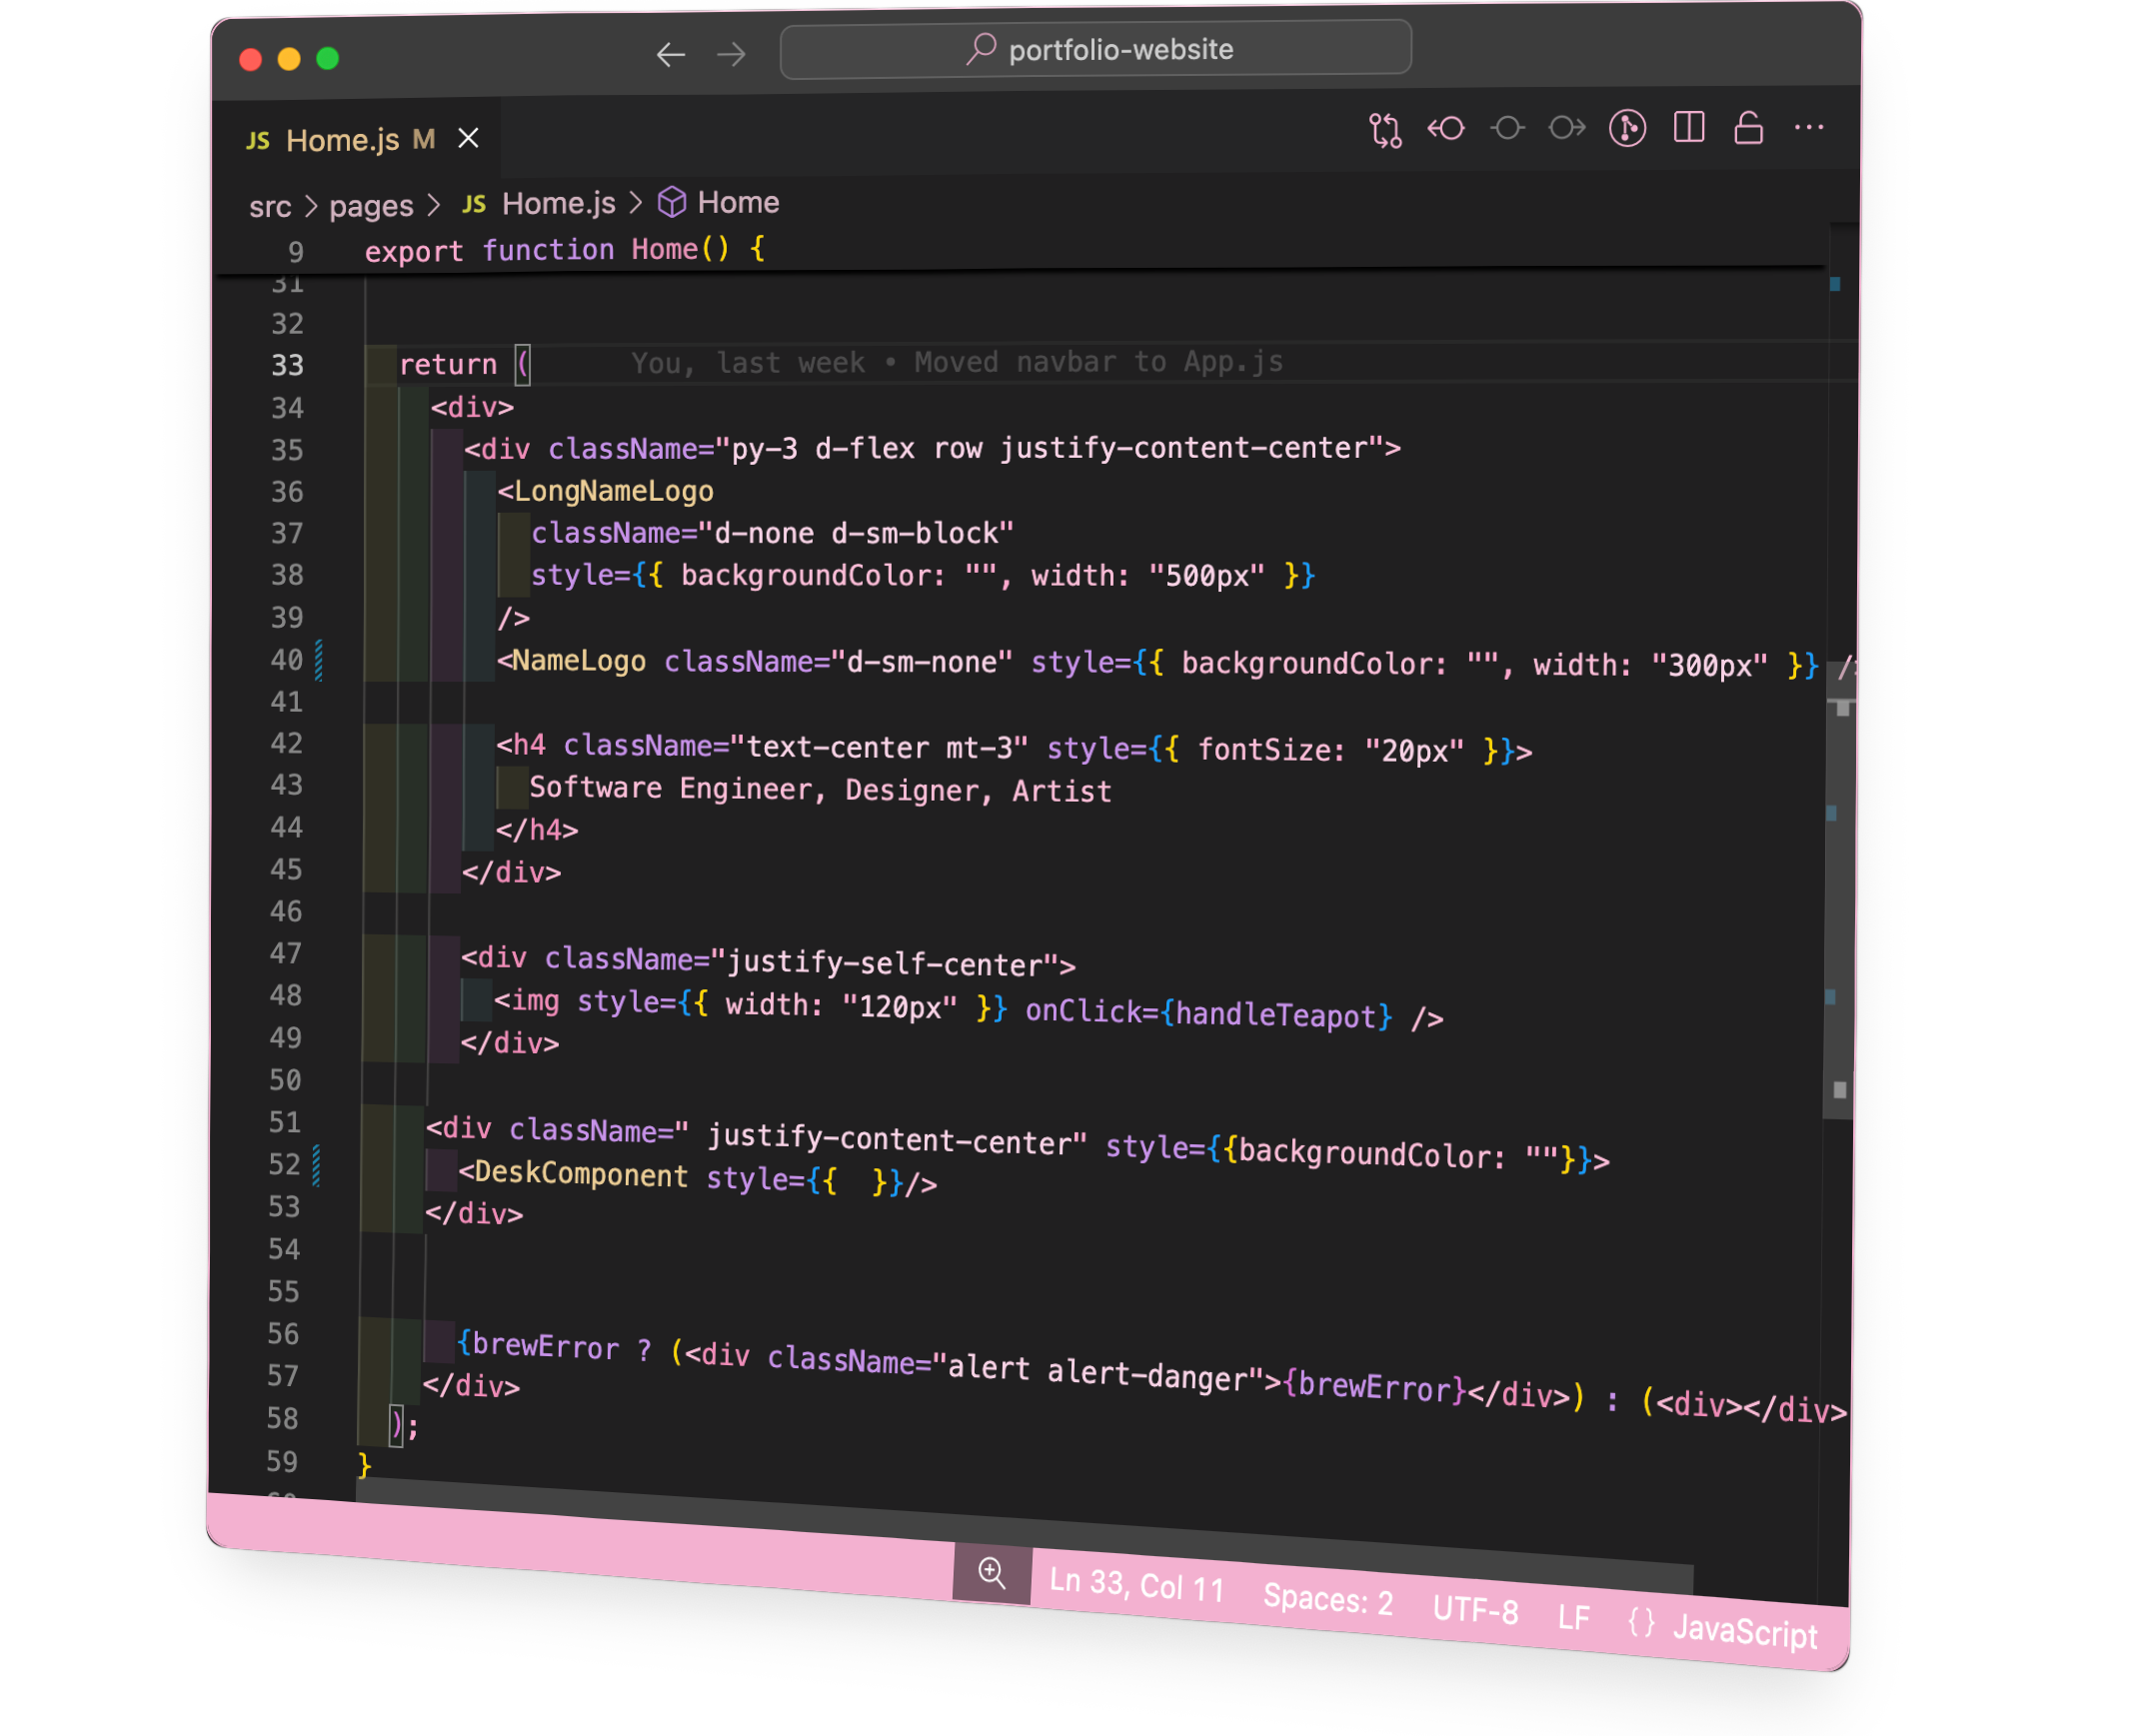 portfolio-website
JS Home.js M
src > pages > JS Home.js > Home
9 export function Home() {
31
32
33 return ( You, last week • Moved navbar to App.js
34 <div>
35 <div className="py-3 d-flex row justify-content-center">
36 <LongNameLogo
37 className="d-none d-sm-block"
38 style={{ backgroundColor: "", width: "500px" }}
39 />
40 <NameLogo className="d-sm-none" style={{ backgroundColor: "", width: "300px" }} />
41
42 <h4 className="text-center mt-3" style={{ fontSize: "20px" }}>
43 Software Engineer, Designer, Artist
44 </h4>
45 </div>
46
47 <div className="justify-self-center">
48 <img style={{ width: "120px" }} onClick={handleTeapot} />
49 </div>
50
51 <div className=" justify-content-center" style={{backgroundColor: ""}}>
52 <DeskComponent style={{  }}/>
53 </div>
54
55
56 {brewError ? (<div className="alert alert-danger">{brewError}</div>) : (<div></div>
57 </div>
58 );
59 }
Ln 33, Col 11 Spaces: 2 UTF-8 LF {} JavaScript